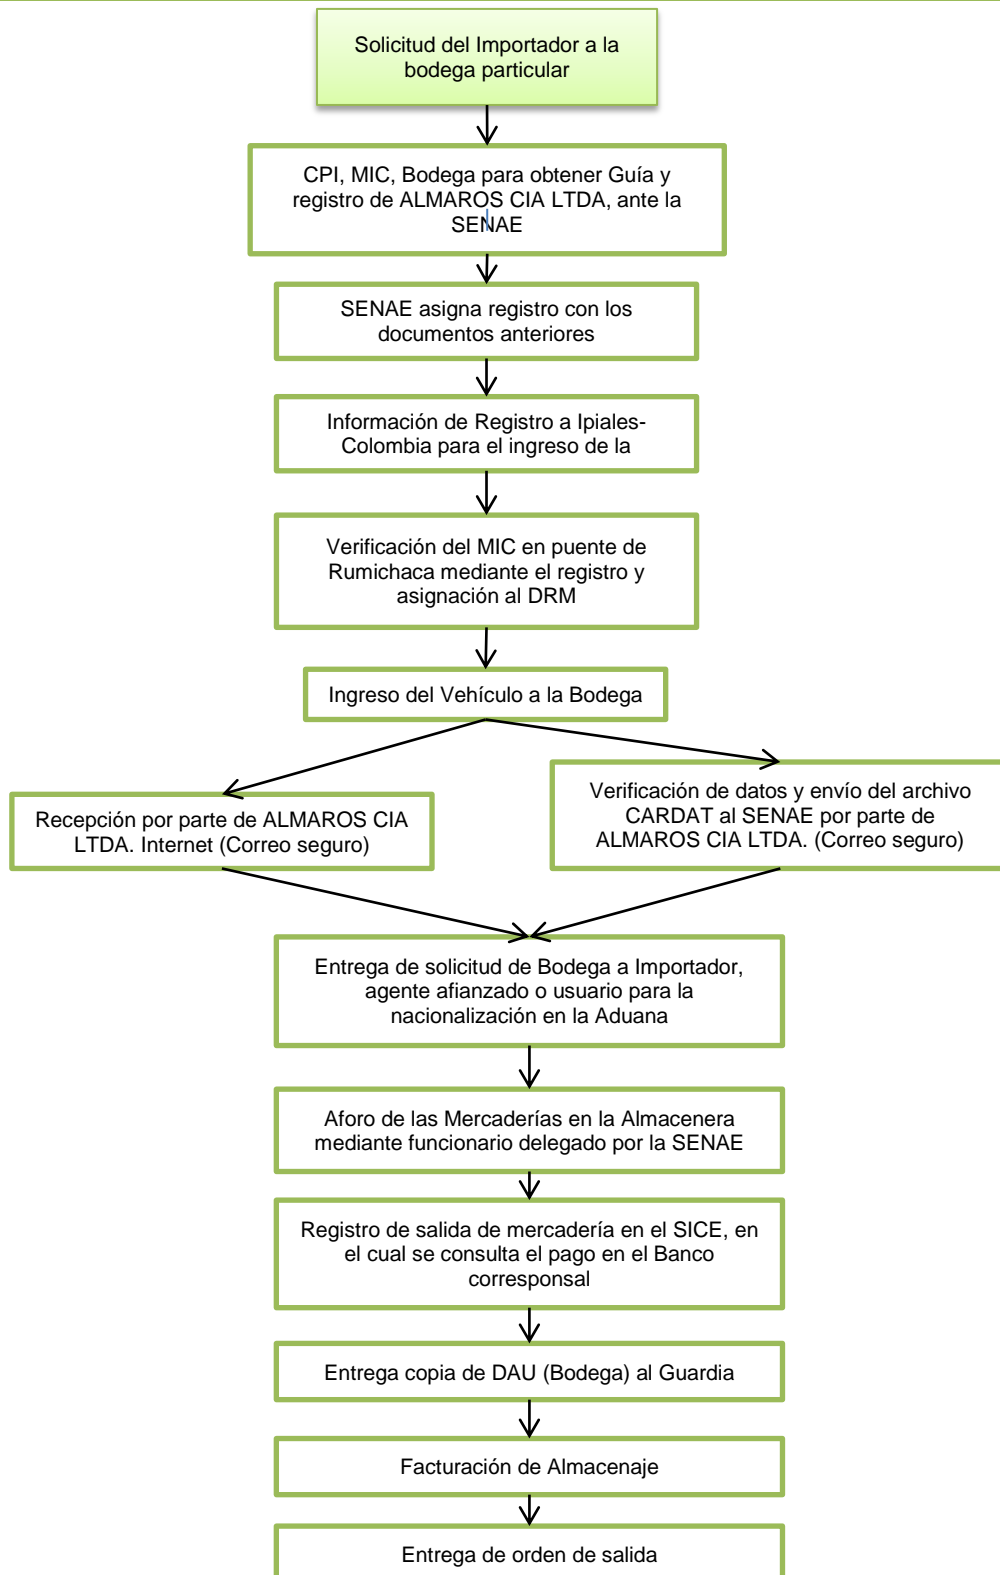 Solicitud del Importador a la
bodega particular
CPI, MIC, Bodega para obtener Guía y
registro de ALMAROS CIA LTDA, ante la
SENAE
SENAE asigna registro con los
documentos anteriores
Información de Registro a Ipiales-
Colombia para el ingreso de la
Verificación del MIC en puente de
Rumichaca mediante el registro y
asignación al DRM
Ingreso del Vehículo a la Bodega
Recepción por parte de ALMAROS CIA
LTDA. Internet (Correo seguro)
Verificación de datos y envío del archivo
CARDAT al SENAE por parte de
ALMAROS CIA LTDA. (Correo seguro)
Entrega de solicitud de Bodega a Importador,
agente afianzado o usuario para la
nacionalización en la Aduana
Aforo de las Mercaderías en la Almacenera
mediante funcionario delegado por la SENAE
Registro de salida de mercadería en el SICE, en
el cual se consulta el pago en el Banco
corresponsal
Entrega copia de DAU (Bodega) al Guardia
Facturación de Almacenaje
Entrega de orden de salida